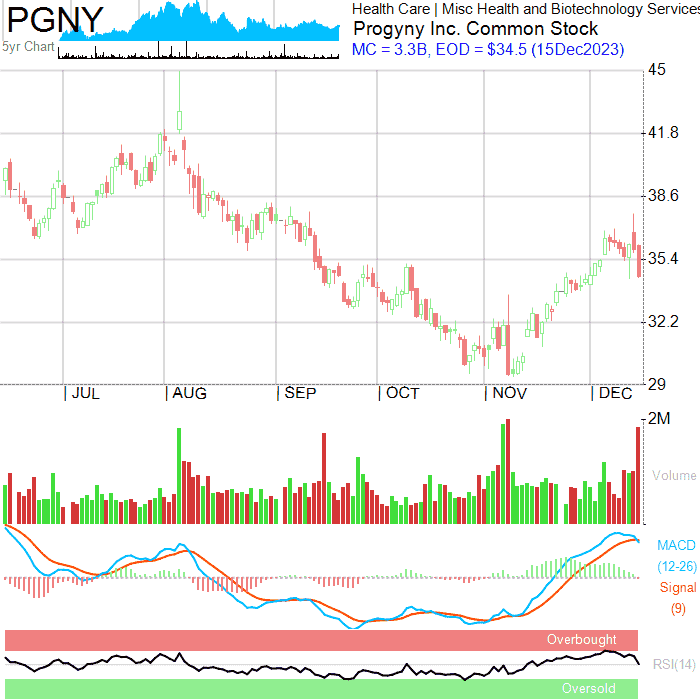 PGNY
5yr Chart
Health Care | Misc Health and Biotechnology Services
Progyny Inc. Common Stock
MC = 3.3B, EOD = $34.5 (15Dec2023)
45
41.8
38.6
35.4
32.2
29
| JUL | AUG | SEP | OCT | NOV | DEC
2M
Volume
MACD
(12-26)
Signal
(9)
Overbought
RSI(14)
Oversold